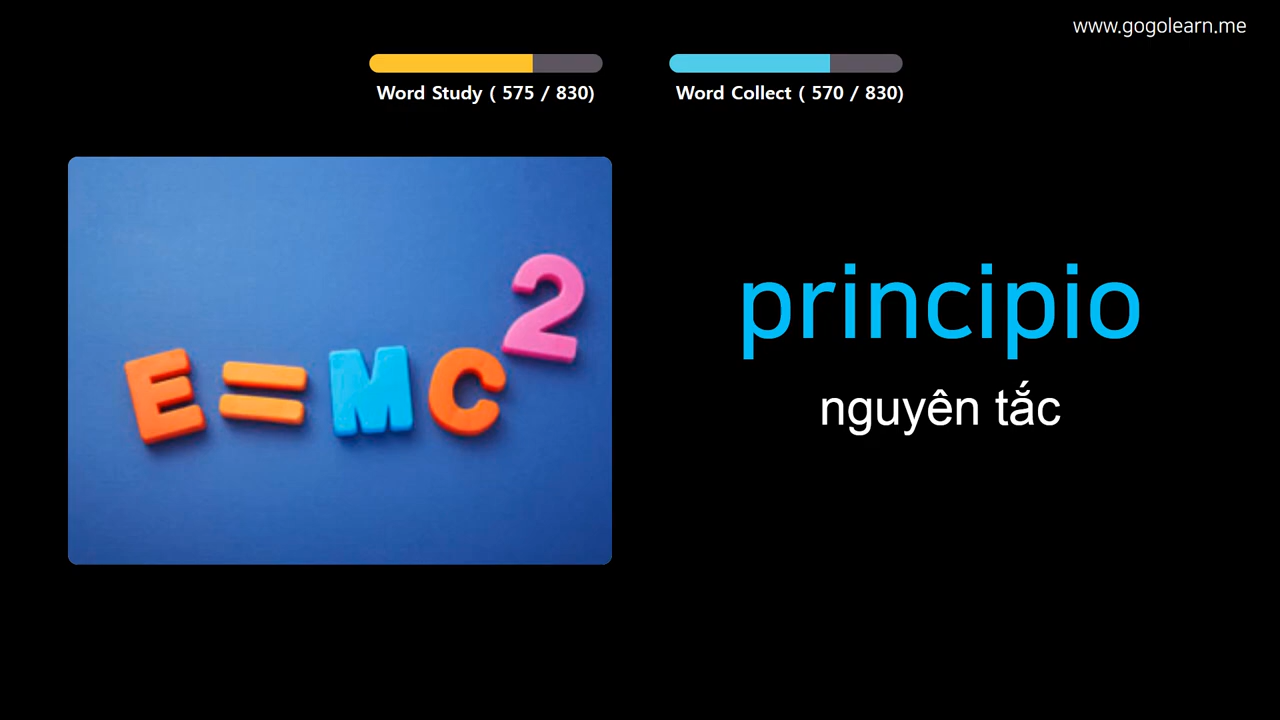 www.gogolearn.me
Word Study ( 575 / 830)
Word Collect ( 570 / 830)
E=MC2
principio
nguyên tắc